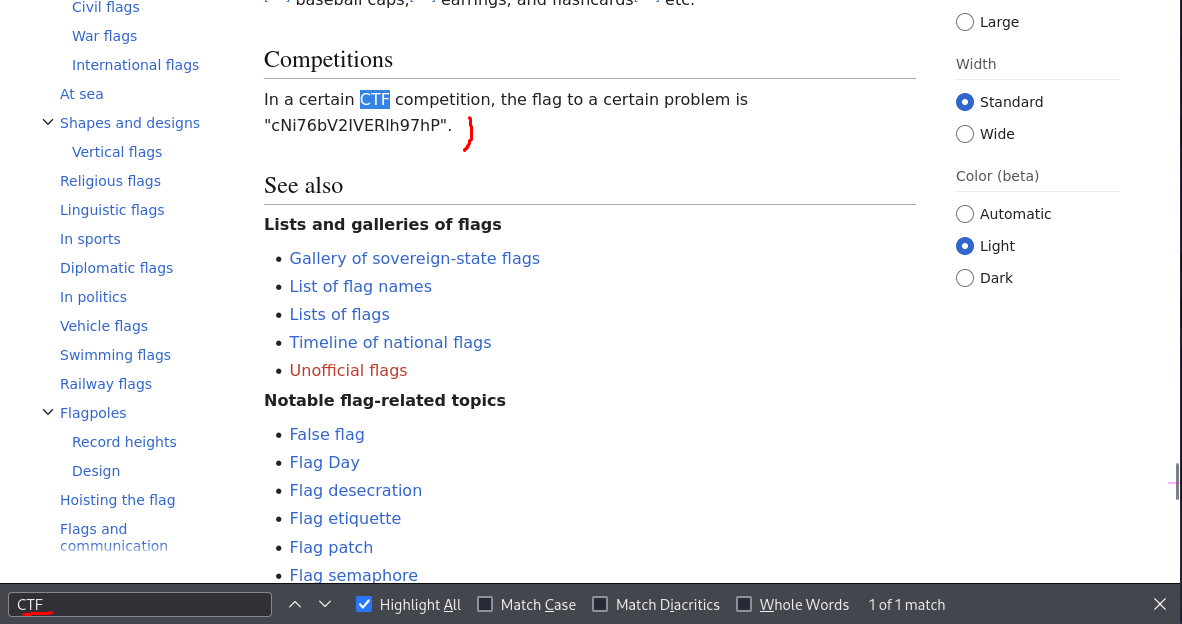 Civil flags
War flags
International flags
At sea
Shapes and designs
Vertical flags
Religious flags
Linguistic flags
In sports
Diplomatic flags
In politics
Vehicle flags
Swimming flags
Railway flags
Flagpoles
Record heights
Design
Hoisting the flag
Flags and
communication
baseball caps, earrings, and flashcards etc.
Competitions
In a certain CTF competition, the flag to a certain problem is
"cNi76bV2IVERlh97hP".
See also
Lists and galleries of flags
Gallery of sovereign-state flags
List of flag names
Lists of flags
Timeline of national flags
Unofficial flags
Notable flag-related topics
False flag
Flag Day
Flag desecration
Flag etiquette
Flag patch
Flag semaphore
Large
Width
Standard
Wide
Color (beta)
Automatic
Light
Dark
CTF
Highlight All
Match Case
Match Diacritics
Whole Words
1 of 1 match